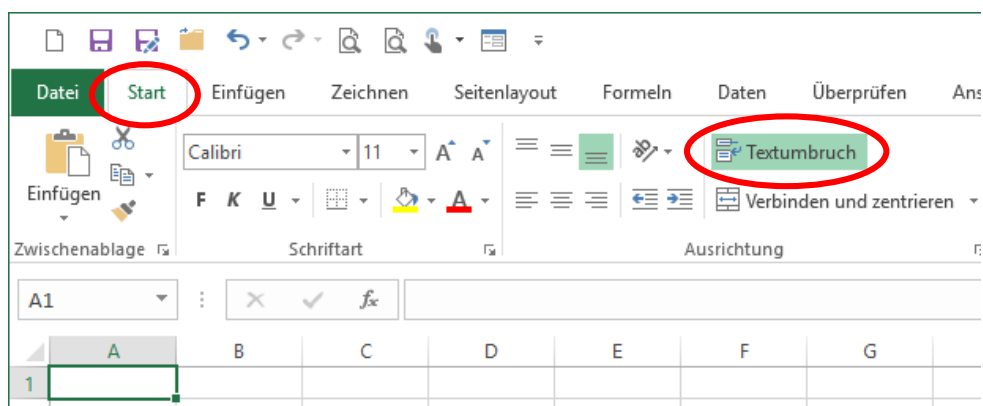 Datei Start Einfügen Zeichnen Seitenlayout Formeln Daten Überprüfen Ans
Calibri 11 A A Textumbruch
Einfügen F K U A Verbinden und zentrieren
Zwischenablage Schriftart Ausrichtung
A1 fx
A B C D E F G
1